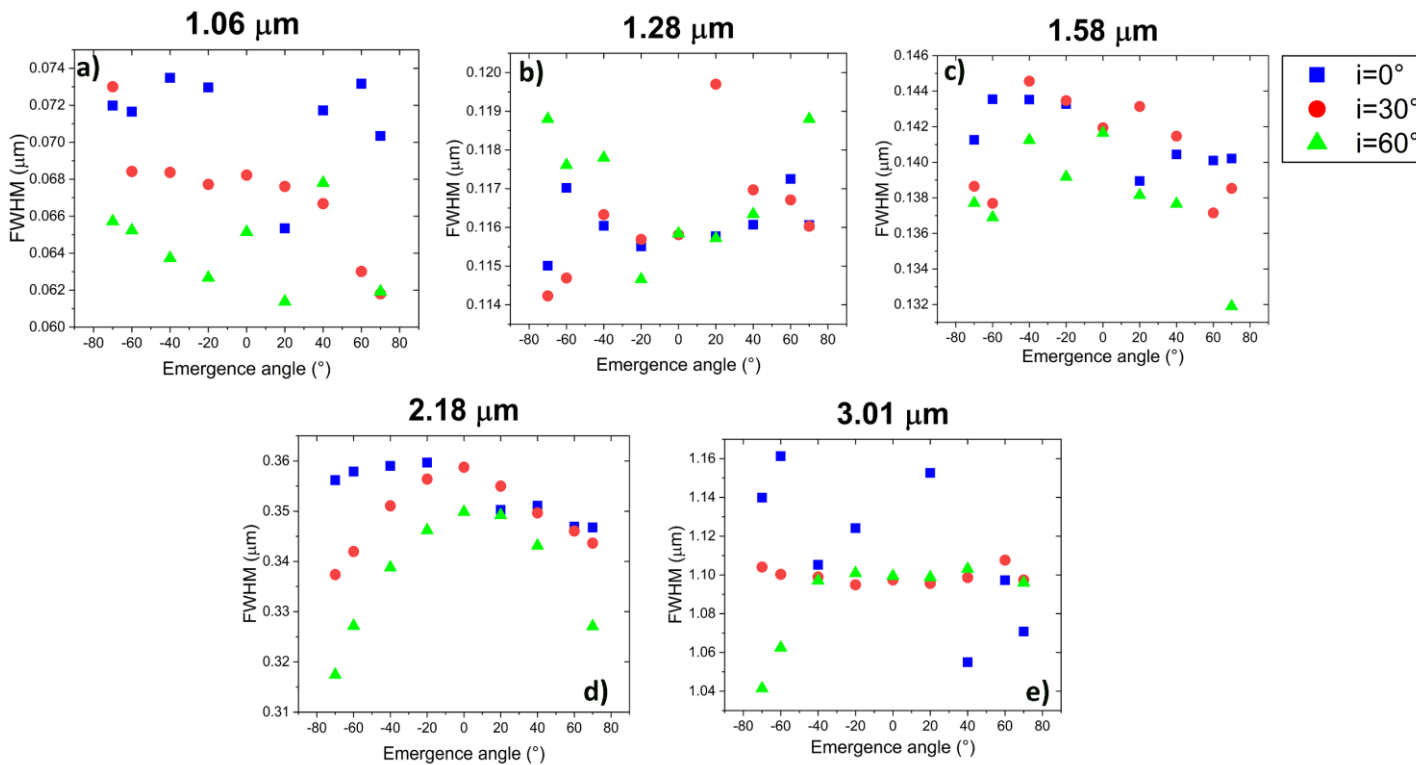 1.06 μm
a)
0.074
0.072
0.070
0.068
0.066
0.064
0.062
0.060
FWHM (μm)
-80 -60 -40 -20 0 20 40 60 80
Emergence angle (°)
1.28 μm
b)
0.120
0.119
0.118
0.117
0.116
0.115
0.114
FWHM (μm)
-80 -60 -40 -20 0 20 40 60 80
Emergence angle (°)
1.58 μm
c)
0.146
0.144
0.142
0.140
0.138
0.136
0.134
0.132
FWHM (μm)
-80 -60 -40 -20 0 20 40 60 80
Emergence angle (°)
i=0°
i=30°
i=60°
2.18 μm
0.36
0.35
0.34
0.33
0.32
0.31
FWHM (μm)
d)
-80 -60 -40 -20 0 20 40 60 80
Emergence angle (°)
3.01 μm
1.16
1.14
1.12
1.10
1.08
1.06
1.04
FWHM (μm)
e)
-80 -60 -40 -20 0 20 40 60 80
Emergence angle (°)